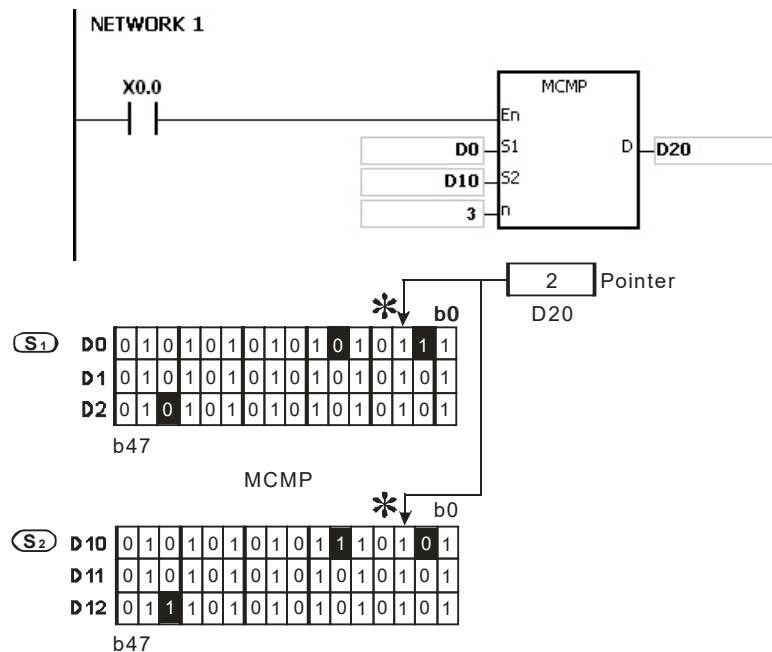 NETWORK 1
X0.0
MCMP
En
D0 S1 D D20
D10 S2
3 n
2 Pointer
D20
b0
S1 D0 0 1 0 1 0 1 0 1 0 1 0 1 0 1 1 1
D1 0 1 0 1 0 1 0 1 0 1 0 1 0 1 0 1
D2 0 1 0 1 0 1 0 1 0 1 0 1 0 1 0 1
b47
MCMP
b0
S2 D10 0 1 0 1 0 1 0 1 0 1 1 1 0 1 0 1
D11 0 1 0 1 0 1 0 1 0 1 0 1 0 1 0 1
D12 0 1 1 1 0 1 0 1 0 1 0 1 0 1 0 1
b47